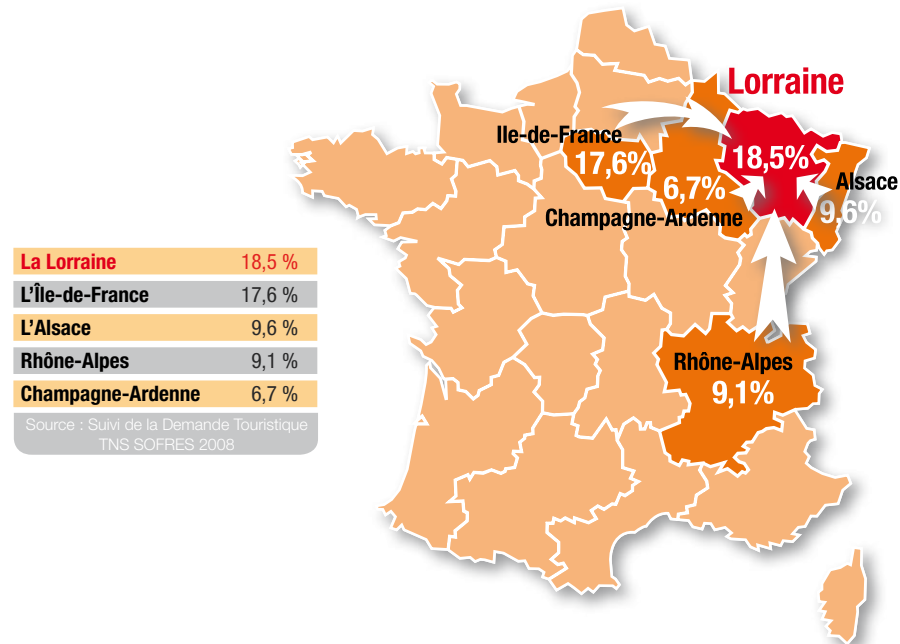 Lorraine
Ile-de-France
17,6%
18,5%
6,7%
Alsace
9,6%
Champagne-Ardenne
La Lorraine 18,5 %
L'Île-de-France 17,6 %
L'Alsace 9,6 %
Rhône-Alpes 9,1 %
Champagne-Ardenne 6,7 %
Source : Suivi de la Demande Touristique
TNS SOFRES 2008
Rhône-Alpes
9,1%